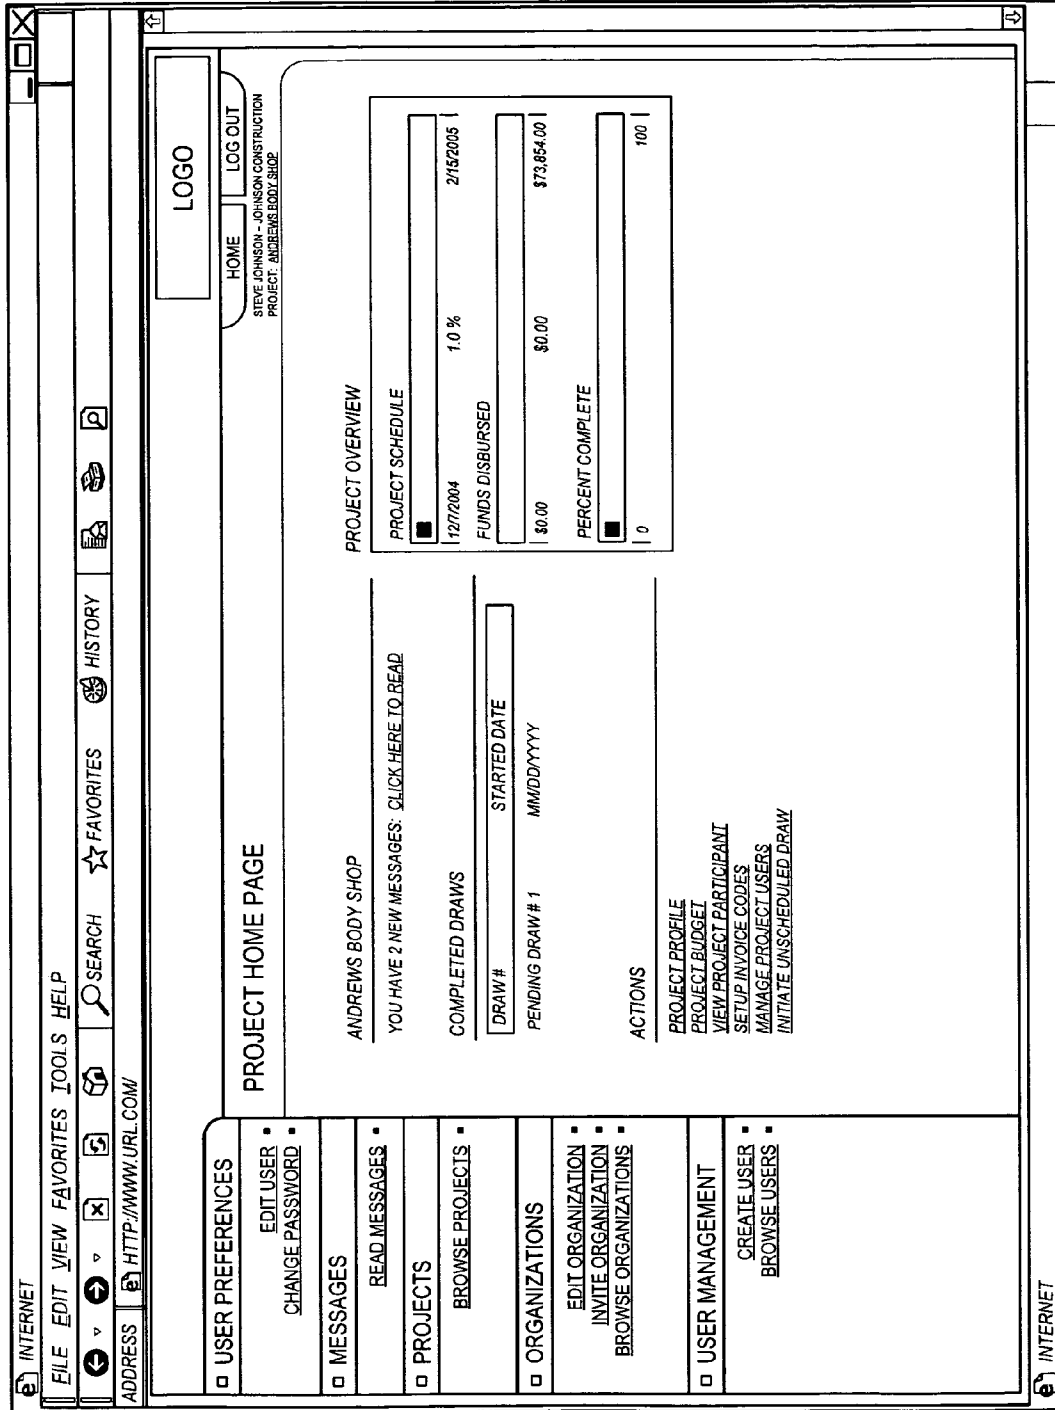 INTERNET
FILE EDIT VIEW FAVORITES TOOLS HELP
SEARCH FAVORITES HISTORY
ADDRESS HTTP://WWW.URL.COM/
LOGO
HOME LOG OUT
STEVE JOHNSON – JOHNSON CONSTRUCTION
PROJECT: ANDREWS BODY SHOP
USER PREFERENCES
EDIT USER
CHANGE PASSWORD
MESSAGES
READ MESSAGES
PROJECTS
BROWSE PROJECTS
ORGANIZATIONS
EDIT ORGANIZATION
INVITE ORGANIZATION
BROWSE ORGANIZATIONS
USER MANAGEMENT
CREATE USER
BROWSE USERS
PROJECT HOME PAGE
ANDREWS BODY SHOP
YOU HAVE 2 NEW MESSAGES: CLICK HERE TO READ
COMPLETED DRAWS
DRAW # STARTED DATE
PENDING DRAW # 1 MM/DD/YYYY
ACTIONS
PROJECT PROFILE
PROJECT BUDGET
VIEW PROJECT PARTICIPANT
SETUP INVOICE CODES
MANAGE PROJECT USERS
INITIATE UNSCHEDULED DRAW
PROJECT OVERVIEW
PROJECT SCHEDULE
12/7/2004 1.0 % 2/15/2005
FUNDS DISBURSED
$0.00 $0.00 $73,854.00
PERCENT COMPLETE
0 100
INTERNET